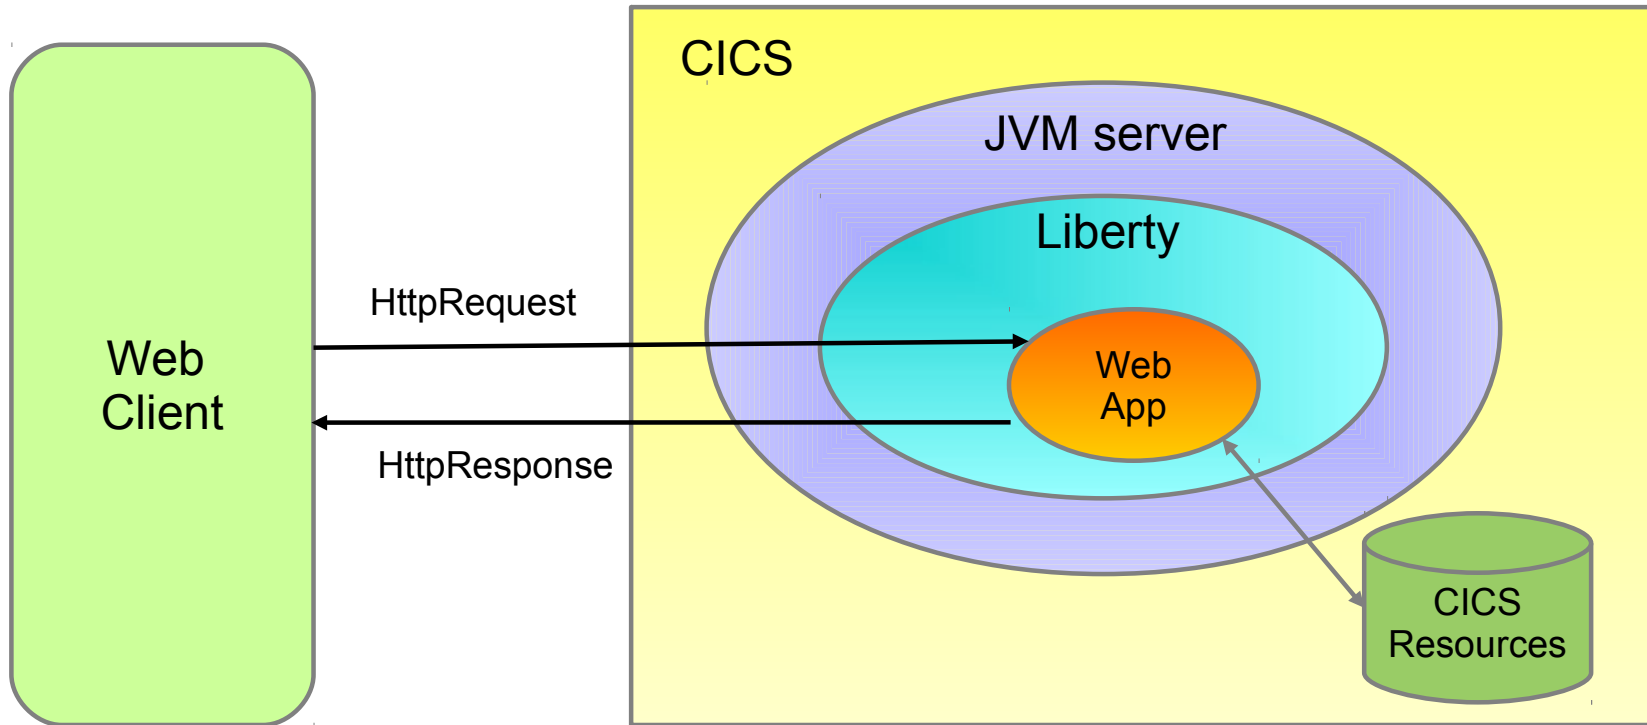 CICS
JVM server
Liberty
HttpRequest
Web
Client
Web
App
HttpResponse
CICS
Resources